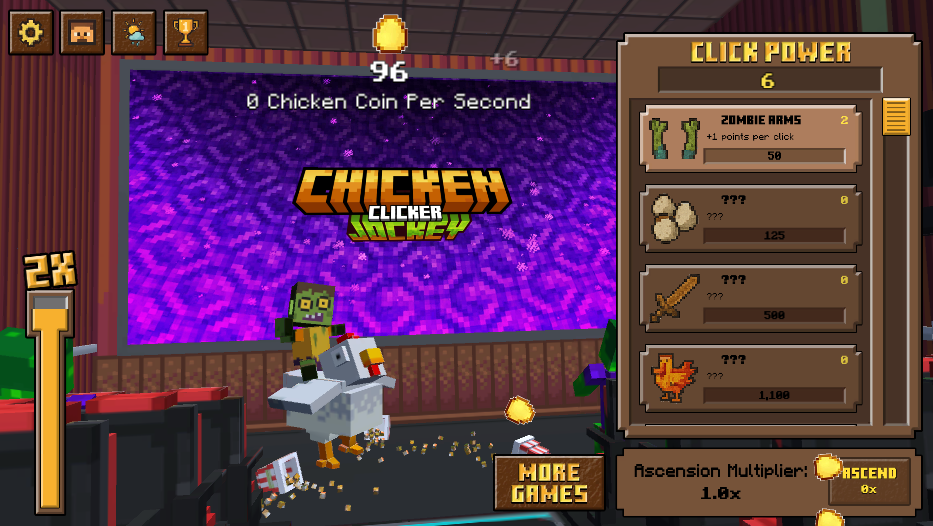 96
+6
0 Chicken Coin Per Second
CHICKEN
CLICKER
JOCKEY
2X
MORE
GAMES
CLICK POWER
6
ZOMBIE ARMS 2
+1 points per click
50
??? 0
???
125
??? 0
???
500
??? 0
???
1,100
Ascension Multiplier:
1.0x
ASCEND
0x
1